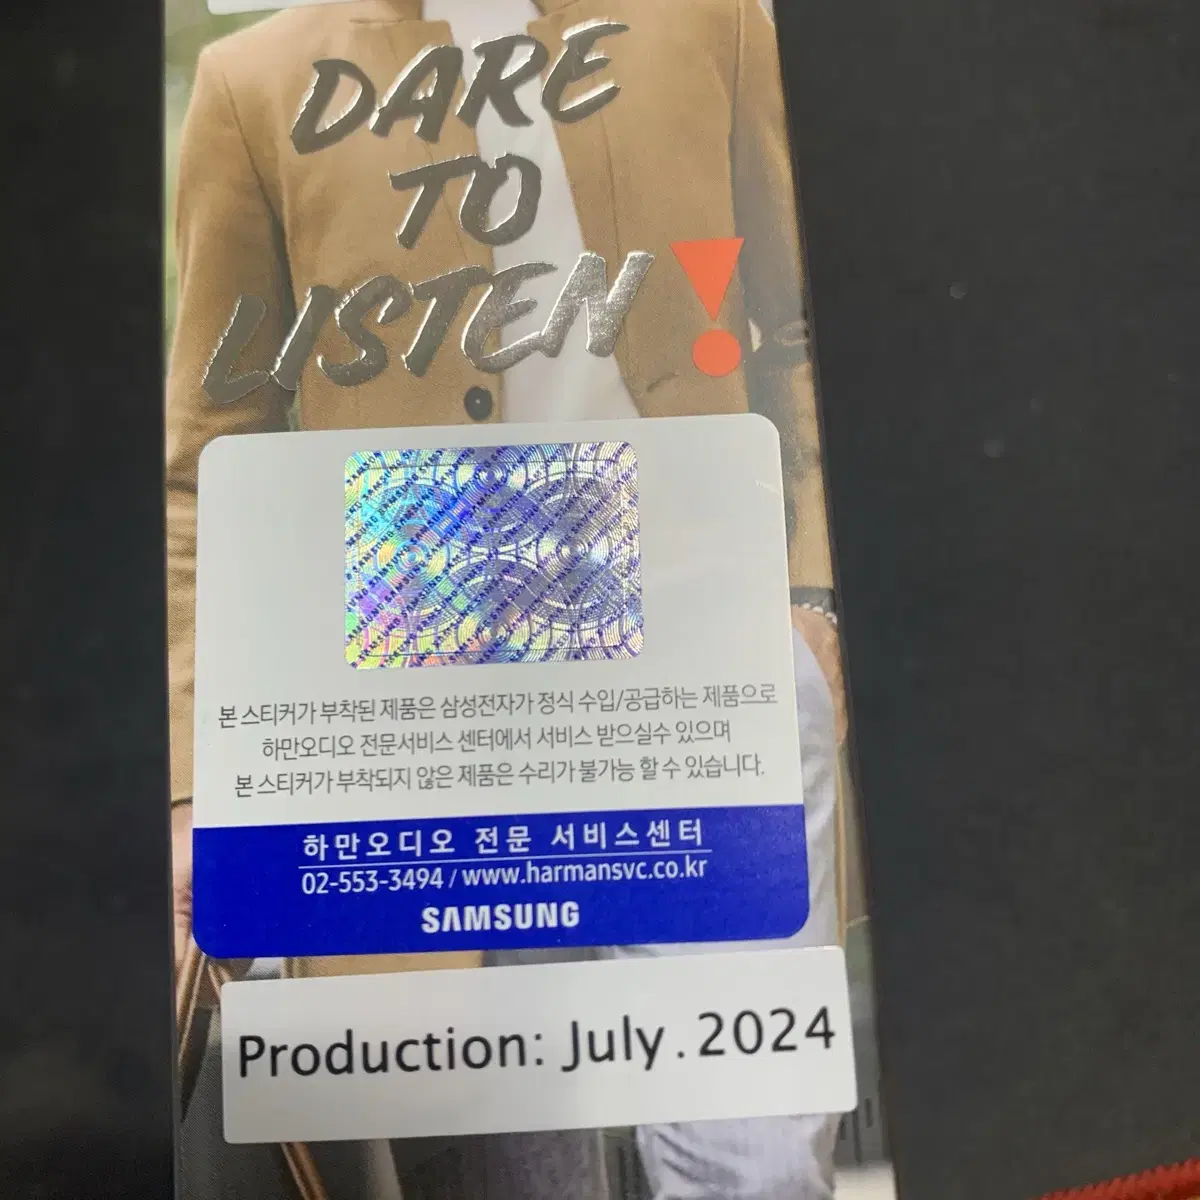 DARE
TO
LISTEN!
본 스티커가 부착된 제품은 삼성전자가 정식 수입/공급하는 제품으로
하만오디오 전문서비스 센터에서 서비스 받으실수 있으며
본 스티커가 부착되지 않은 제품은 수리가 불가능 할 수 있습니다.
하만오디오 전문 서비스센터
02-553-3494 / www.harmansvc.co.kr
SAMSUNG
Production: July. 2024